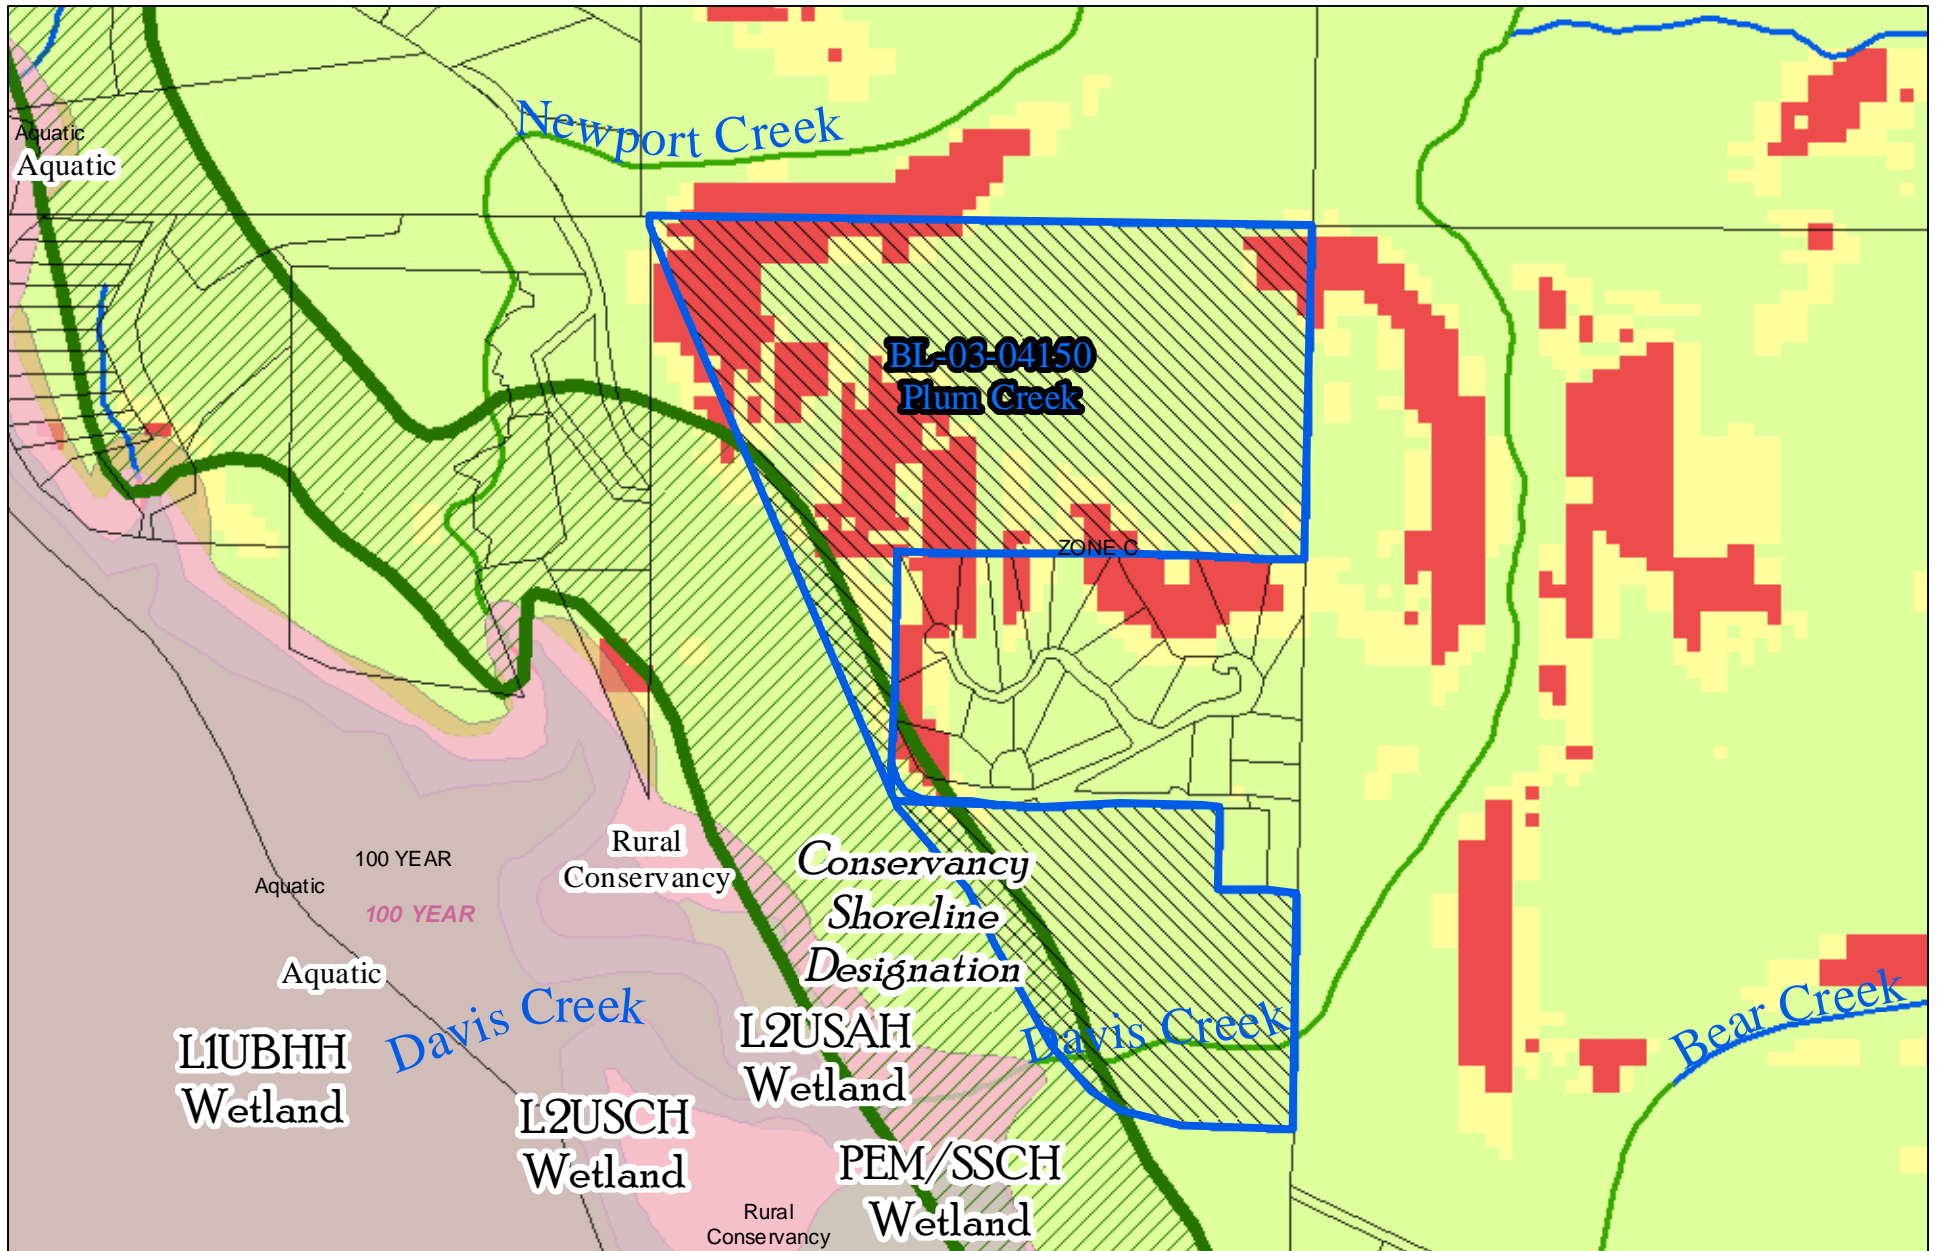 Newport Creek
Aquatic
Aquatic
BL-03-04150
Plum Creek
ZONE C
Rural
Conservancy
100 YEAR
Aquatic
100 YEAR
Conservancy
Shoreline
Designation
Aquatic
Davis Creek
Davis Creek
Bear Creek
L1UBHH
Wetland
L2USAH
Wetland
L2USCH
Wetland
PEM/SSCH
Wetland
Rural
Conservancy